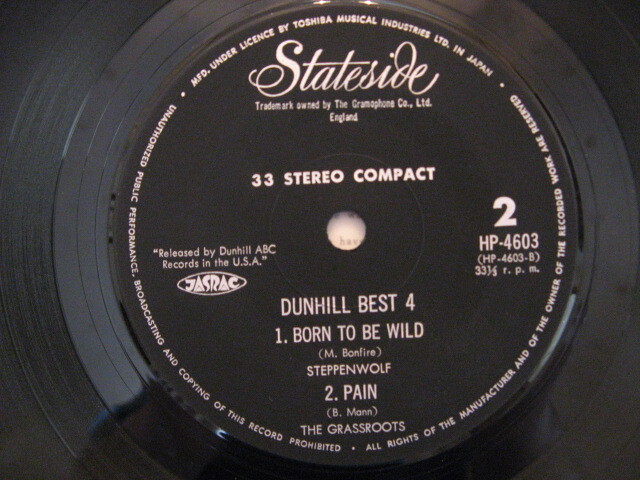 MFD. UNDER LICENCE BY TOSHIBA MUSICAL INDUSTRIES LTD. IN JAPAN •
ALL RIGHTS OF THE MANUFACTURER AND OF THE OWNER OF THE RECORDED WORK ARE RESERVED •
UNAUTHORIZED PUBLIC PERFORMANCE, BROADCASTING AND COPYING OF THIS RECORD PROHIBITED •
Stateside
Trademark owned by The Gramophone Co., Ltd.
England
33 STEREO COMPACT
2
HP-4603
(HP-4603-B)
33⅓ r. p. m.
"Released by Dunhill ABC
Records in the U.S.A."
JASRAC
DUNHILL BEST 4
1. BORN TO BE WILD
(M. Bonfire)
STEPPENWOLF
2. PAIN
(B. Mann)
THE GRASSROOTS